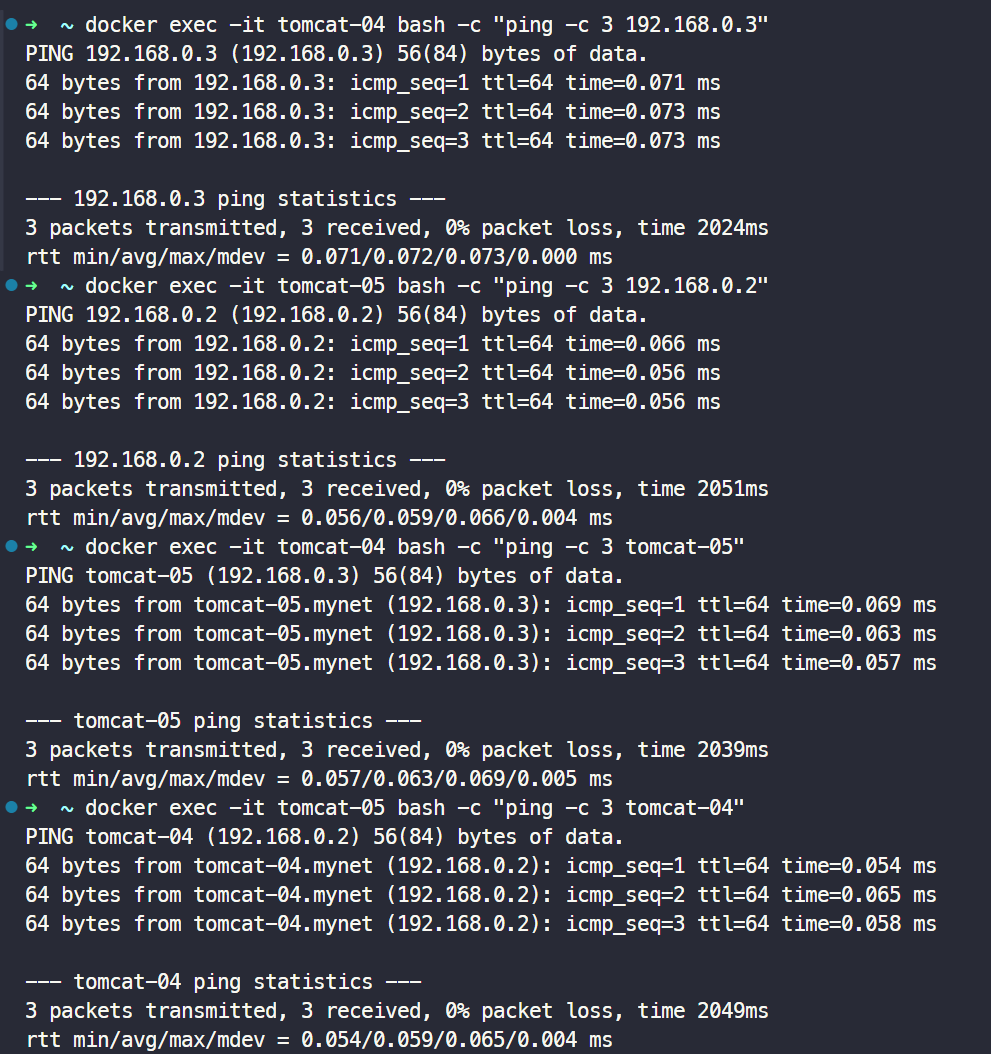 ➜  ~ docker exec -it tomcat-04 bash -c "ping -c 3 192.168.0.3"
PING 192.168.0.3 (192.168.0.3) 56(84) bytes of data.
64 bytes from 192.168.0.3: icmp_seq=1 ttl=64 time=0.071 ms
64 bytes from 192.168.0.3: icmp_seq=2 ttl=64 time=0.073 ms
64 bytes from 192.168.0.3: icmp_seq=3 ttl=64 time=0.073 ms

--- 192.168.0.3 ping statistics ---
3 packets transmitted, 3 received, 0% packet loss, time 2024ms
rtt min/avg/max/mdev = 0.071/0.072/0.073/0.000 ms
➜  ~ docker exec -it tomcat-05 bash -c "ping -c 3 192.168.0.2"
PING 192.168.0.2 (192.168.0.2) 56(84) bytes of data.
64 bytes from 192.168.0.2: icmp_seq=1 ttl=64 time=0.066 ms
64 bytes from 192.168.0.2: icmp_seq=2 ttl=64 time=0.056 ms
64 bytes from 192.168.0.2: icmp_seq=3 ttl=64 time=0.056 ms

--- 192.168.0.2 ping statistics ---
3 packets transmitted, 3 received, 0% packet loss, time 2051ms
rtt min/avg/max/mdev = 0.056/0.059/0.066/0.004 ms
➜  ~ docker exec -it tomcat-04 bash -c "ping -c 3 tomcat-05"
PING tomcat-05 (192.168.0.3) 56(84) bytes of data.
64 bytes from tomcat-05.mynet (192.168.0.3): icmp_seq=1 ttl=64 time=0.069 ms
64 bytes from tomcat-05.mynet (192.168.0.3): icmp_seq=2 ttl=64 time=0.063 ms
64 bytes from tomcat-05.mynet (192.168.0.3): icmp_seq=3 ttl=64 time=0.057 ms

--- tomcat-05 ping statistics ---
3 packets transmitted, 3 received, 0% packet loss, time 2039ms
rtt min/avg/max/mdev = 0.057/0.063/0.069/0.005 ms
➜  ~ docker exec -it tomcat-05 bash -c "ping -c 3 tomcat-04"
PING tomcat-04 (192.168.0.2) 56(84) bytes of data.
64 bytes from tomcat-04.mynet (192.168.0.2): icmp_seq=1 ttl=64 time=0.054 ms
64 bytes from tomcat-04.mynet (192.168.0.2): icmp_seq=2 ttl=64 time=0.065 ms
64 bytes from tomcat-04.mynet (192.168.0.2): icmp_seq=3 ttl=64 time=0.058 ms

--- tomcat-04 ping statistics ---
3 packets transmitted, 3 received, 0% packet loss, time 2049ms
rtt min/avg/max/mdev = 0.054/0.059/0.065/0.004 ms